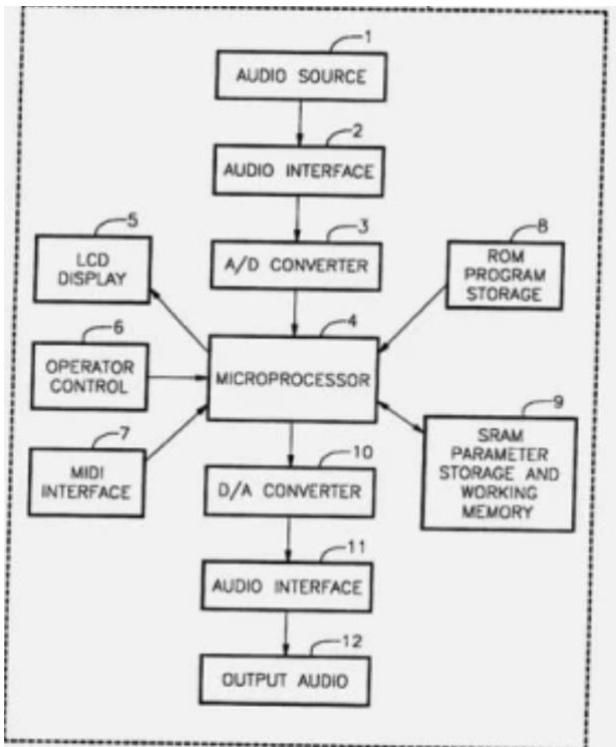 1
AUDIO SOURCE
2
AUDIO INTERFACE
3
A/D CONVERTER
4
MICROPROCESSOR
5
LCD
DISPLAY
6
OPERATOR
CONTROL
7
MIDI
INTERFACE
8
ROM
PROGRAM
STORAGE
9
SRAM
PARAMETER
STORAGE AND
WORKING
MEMORY
10
D/A CONVERTER
11
AUDIO INTERFACE
12
OUTPUT AUDIO